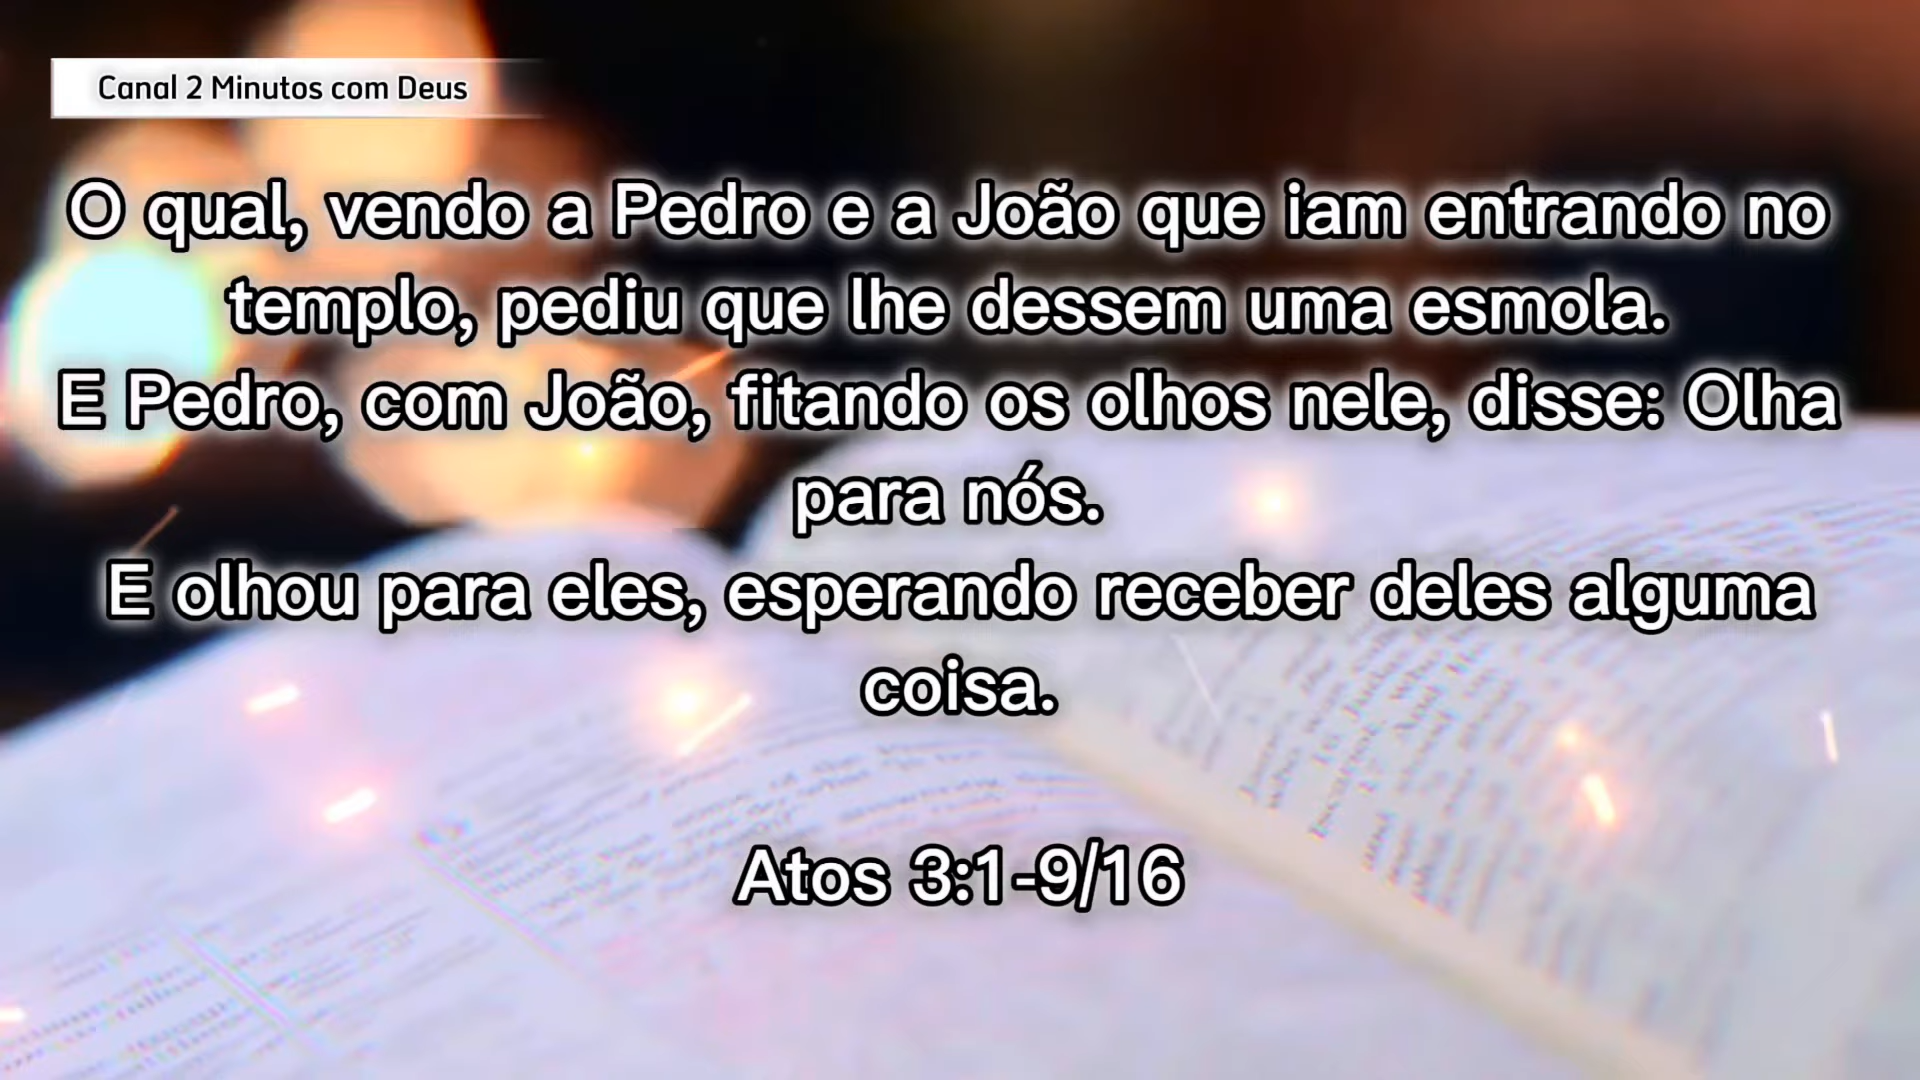 Canal 2 Minutos com Deus
O qual, vendo a Pedro e a João que iam entrando no
templo, pediu que lhe dessem uma esmola.
E Pedro, com João, fitando os olhos nele, disse: Olha
para nós.
E olhou para eles, esperando receber deles alguma
coisa.
Atos 3:1-9/16